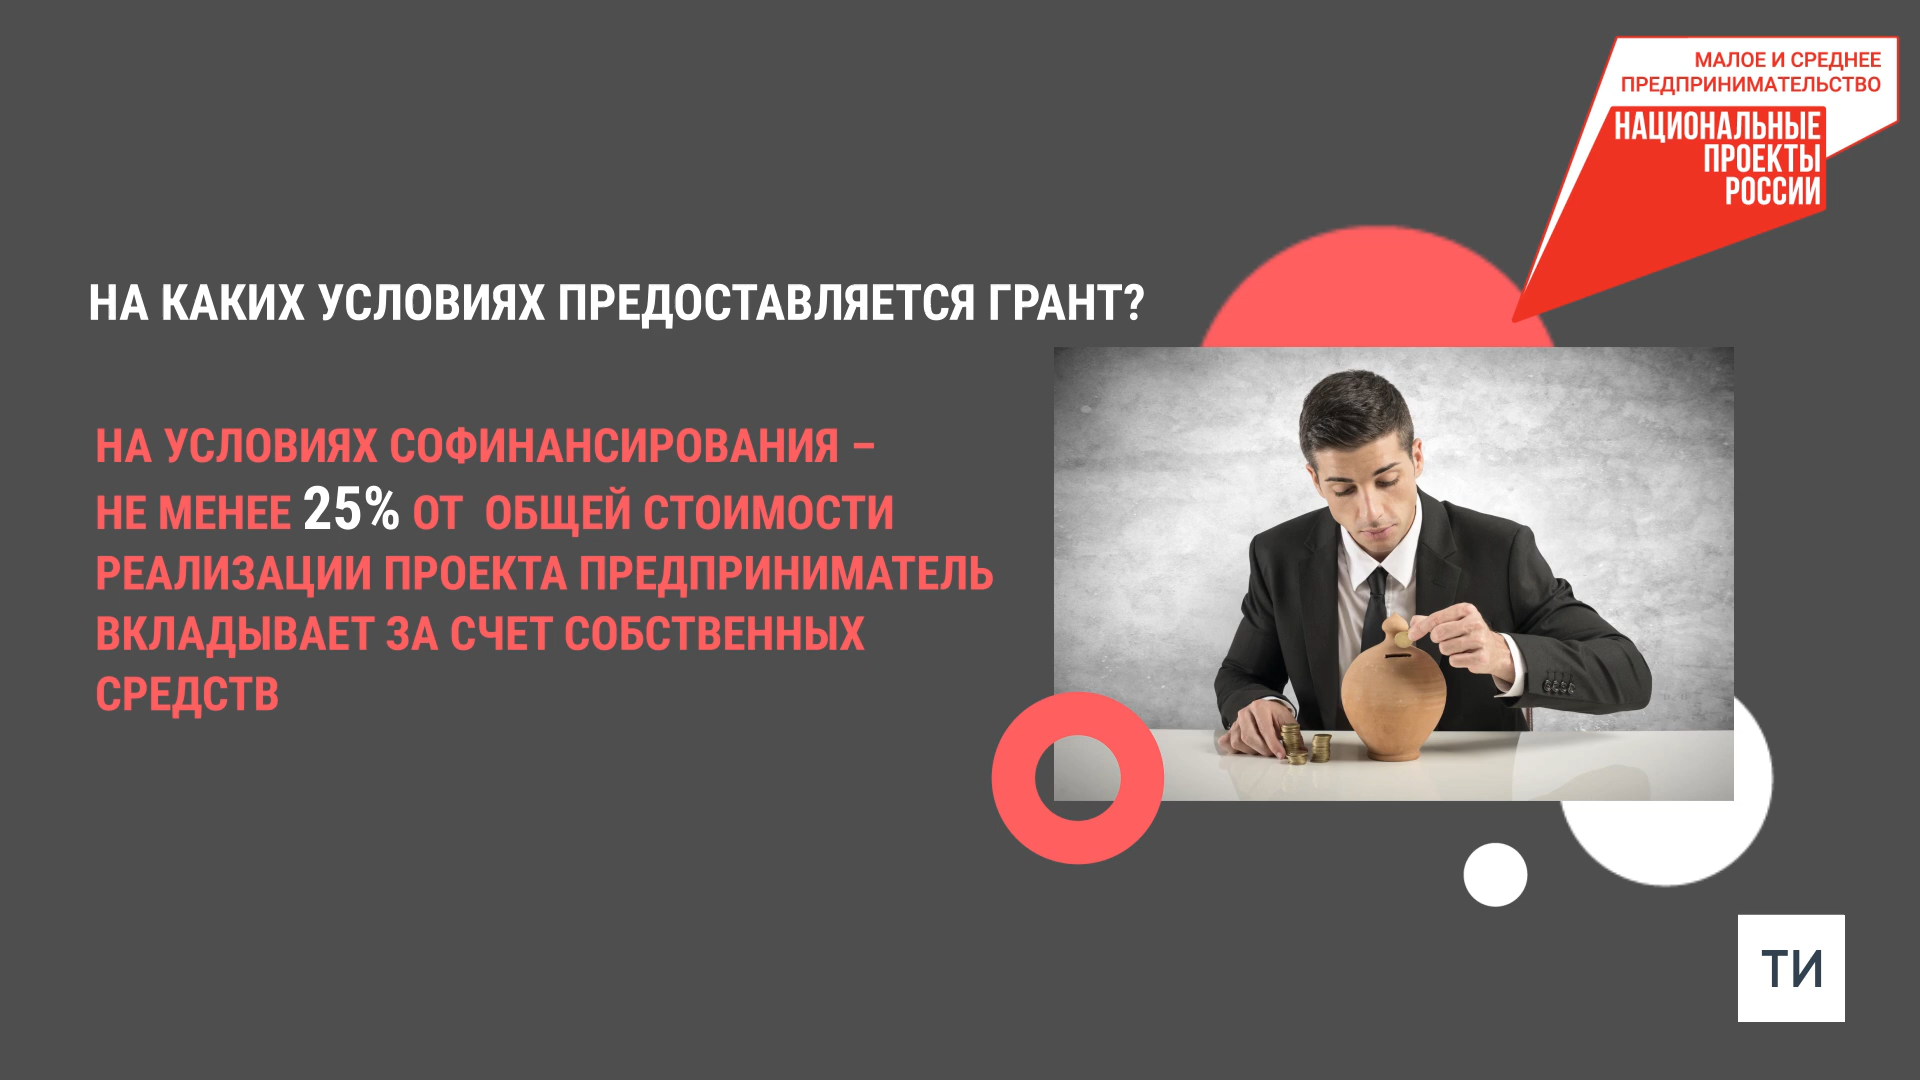 МАЛОЕ И СРЕДНЕЕ
ПРЕДПРИНИМАТЕЛЬСТВО
НАЦИОНАЛЬНЫЕ
ПРОЕКТЫ
РОССИИ
НА КАКИХ УСЛОВИЯХ ПРЕДОСТАВЛЯЕТСЯ ГРАНТ?
НА УСЛОВИЯХ СОФИНАНСИРОВАНИЯ –
НЕ МЕНЕЕ 25% ОТ ОБЩЕЙ СТОИМОСТИ
РЕАЛИЗАЦИИ ПРОЕКТА ПРЕДПРИНИМАТЕЛЬ
ВКЛАДЫВАЕТ ЗА СЧЕТ СОБСТВЕННЫХ
СРЕДСТВ
ТИ